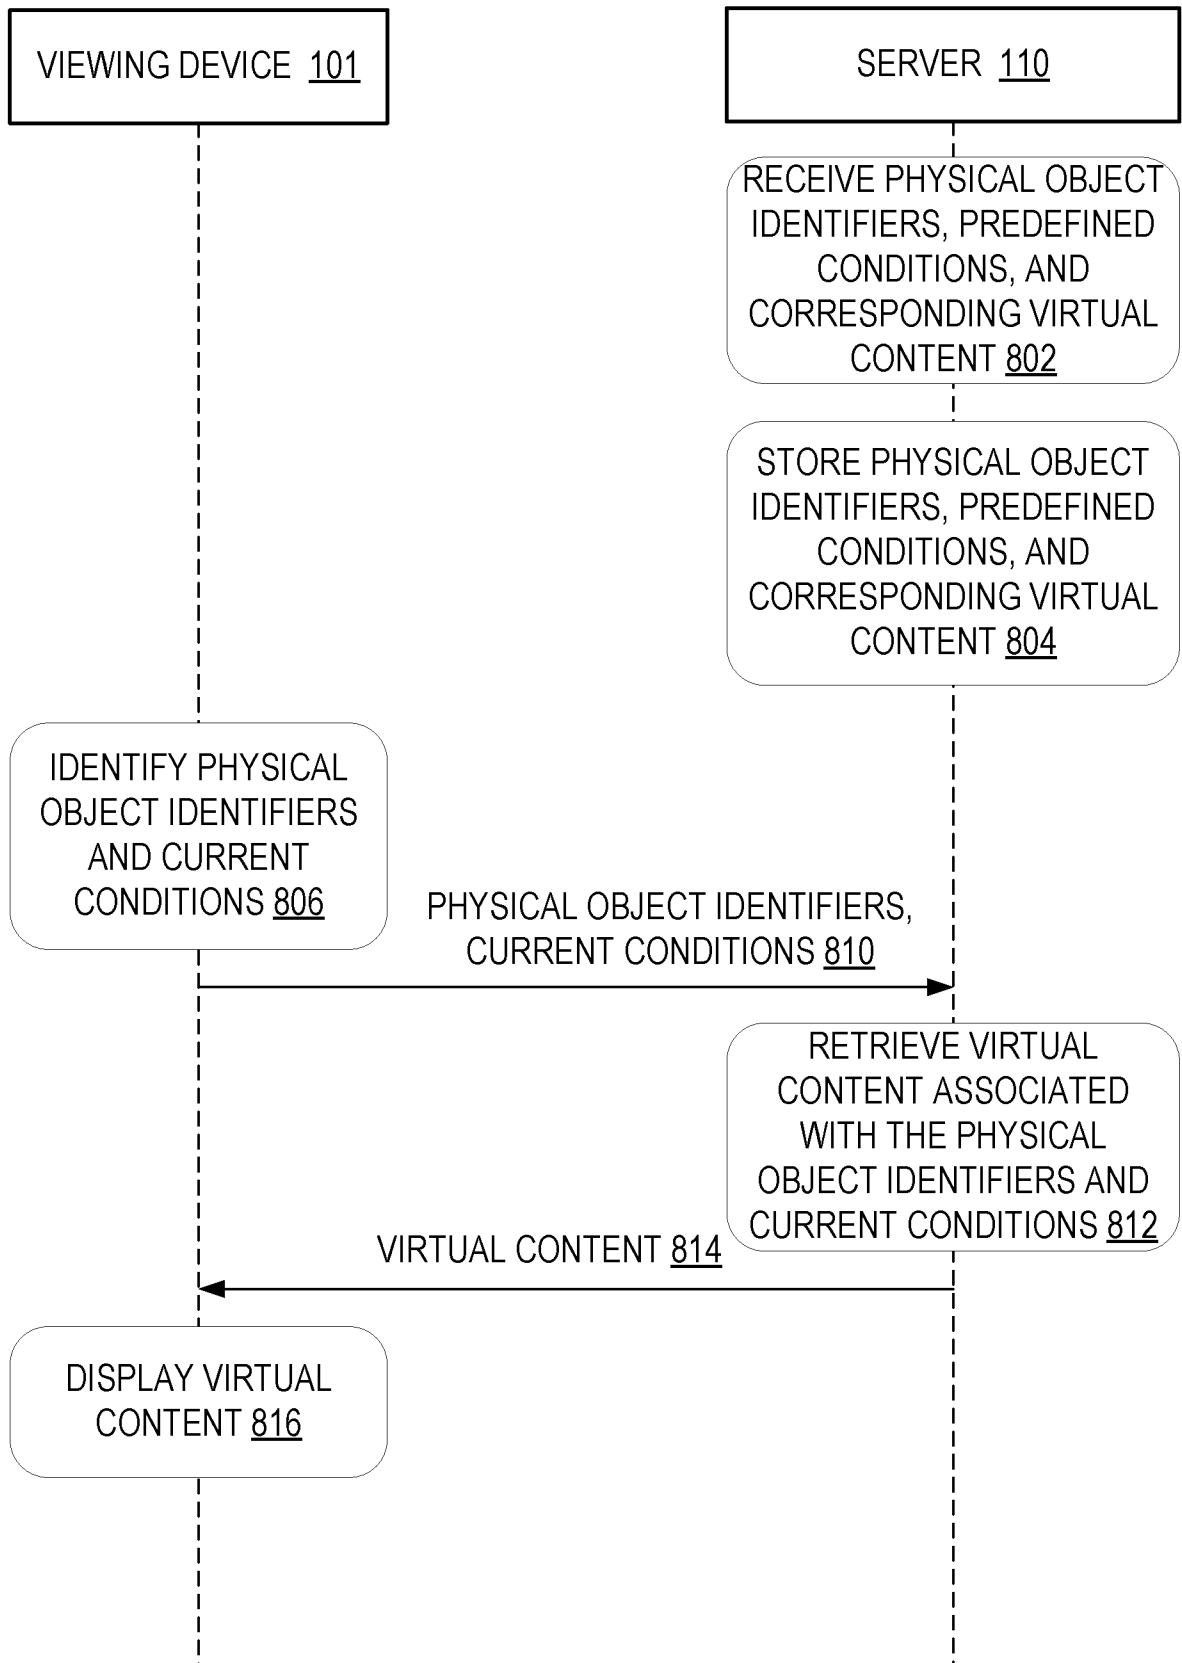 VIEWING DEVICE 101
SERVER 110
RECEIVE PHYSICAL OBJECT
IDENTIFIERS, PREDEFINED
CONDITIONS, AND
CORRESPONDING VIRTUAL
CONTENT 802
STORE PHYSICAL OBJECT
IDENTIFIERS, PREDEFINED
CONDITIONS, AND
CORRESPONDING VIRTUAL
CONTENT 804
IDENTIFY PHYSICAL
OBJECT IDENTIFIERS
AND CURRENT
CONDITIONS 806
PHYSICAL OBJECT IDENTIFIERS,
CURRENT CONDITIONS 810
RETRIEVE VIRTUAL
CONTENT ASSOCIATED
WITH THE PHYSICAL
OBJECT IDENTIFIERS AND
CURRENT CONDITIONS 812
VIRTUAL CONTENT 814
DISPLAY VIRTUAL
CONTENT 816